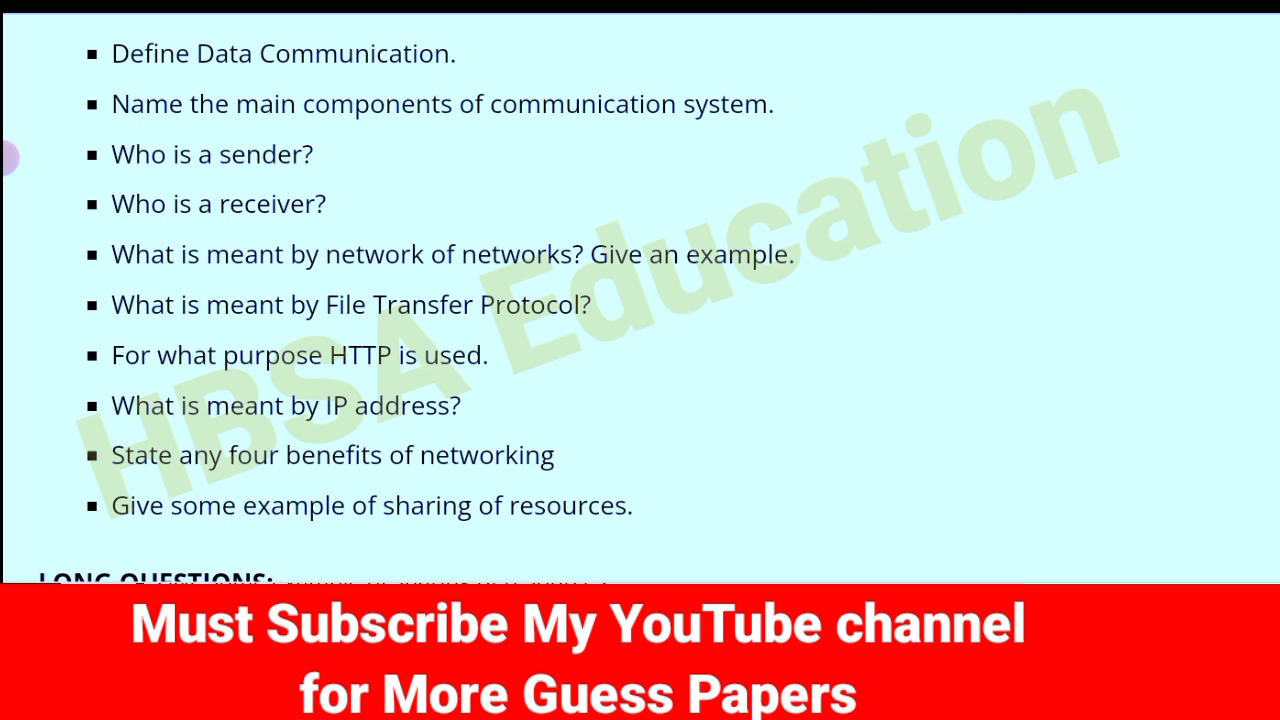 ▪ Define Data Communication.
▪ Name the main components of communication system.
▪ Who is a sender?
▪ Who is a receiver?
▪ What is meant by network of networks? Give an example.
▪ What is meant by File Transfer Protocol?
▪ For what purpose HTTP is used.
▪ What is meant by IP address?
▪ State any four benefits of networking
▪ Give some example of sharing of resources.
HBSA Education
LONG QUESTIONS:
Must Subscribe My YouTube channel
for More Guess Papers